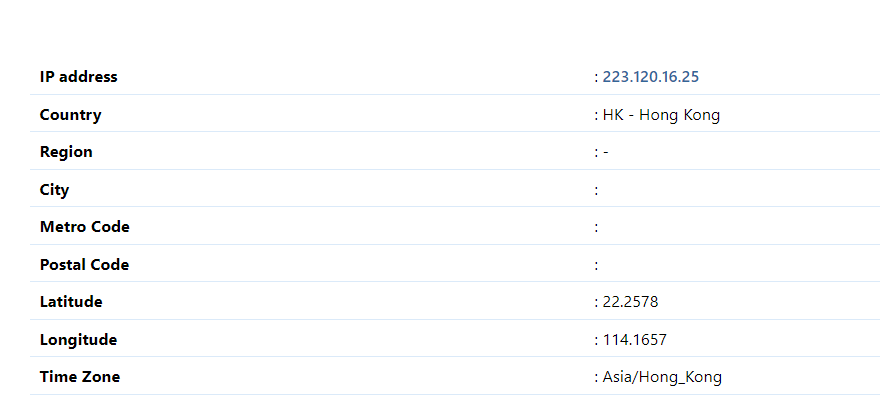 IP address : 223.120.16.25
Country : HK - Hong Kong
Region : -
City :
Metro Code :
Postal Code :
Latitude : 22.2578
Longitude : 114.1657
Time Zone : Asia/Hong_Kong